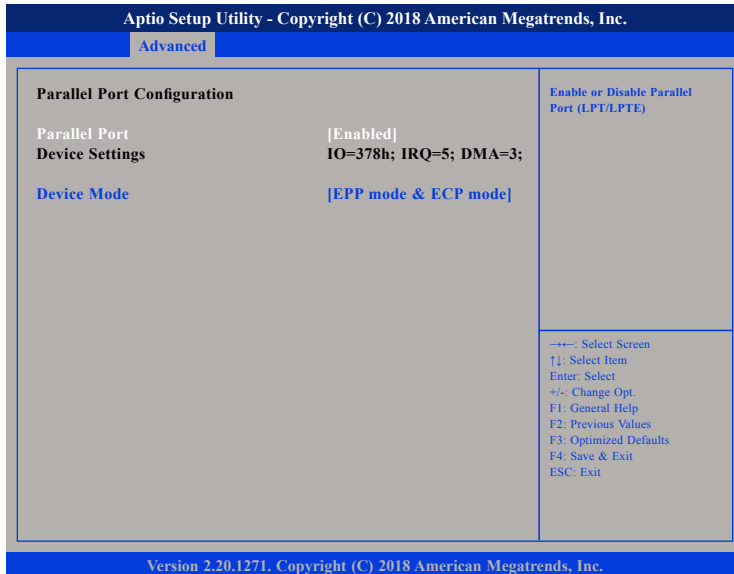 Aptio Setup Utility - Copyright (C) 2018 American Megatrends, Inc.
Advanced
Parallel Port Configuration
Parallel Port [Enabled]
Device Settings IO=378h; IRQ=5; DMA=3;
Device Mode [EPP mode & ECP mode]
Enable or Disable Parallel
Port (LPT/LPTE)
→←: Select Screen
↑↓: Select Item
Enter: Select
+/-: Change Opt.
F1: General Help
F2: Previous Values
F3: Optimized Defaults
F4: Save & Exit
ESC: Exit
Version 2.20.1271. Copyright (C) 2018 American Megatrends, Inc.